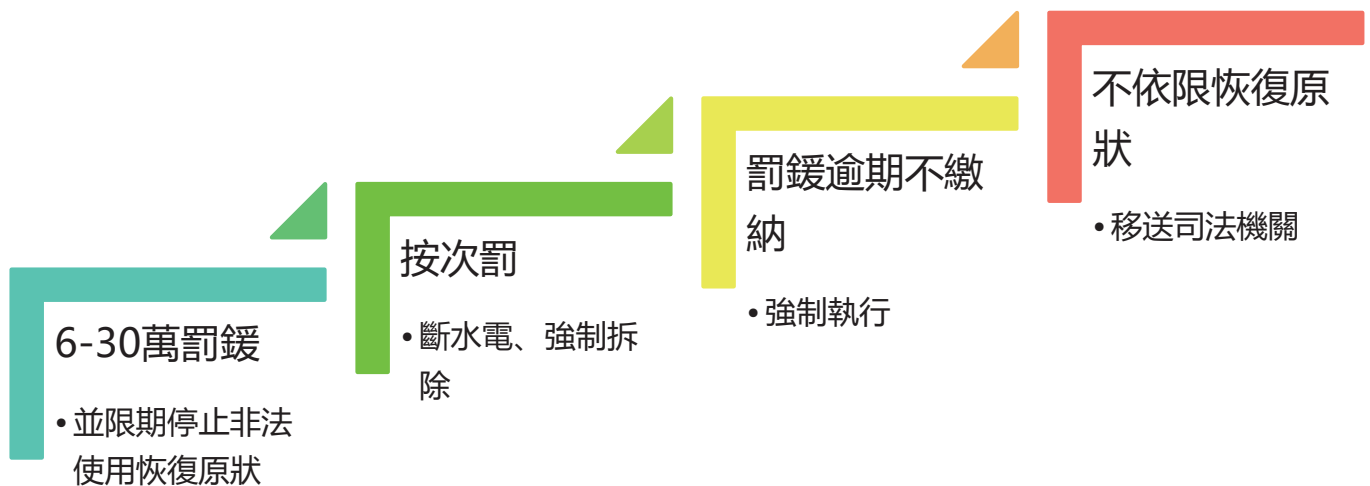 6-30萬罰鍰
•並限期停止非法
使用恢復原狀
按次罰
•斷水電、強制拆
除
罰鍰逾期不繳
納
•強制執行
不依限恢復原
狀
•移送司法機關